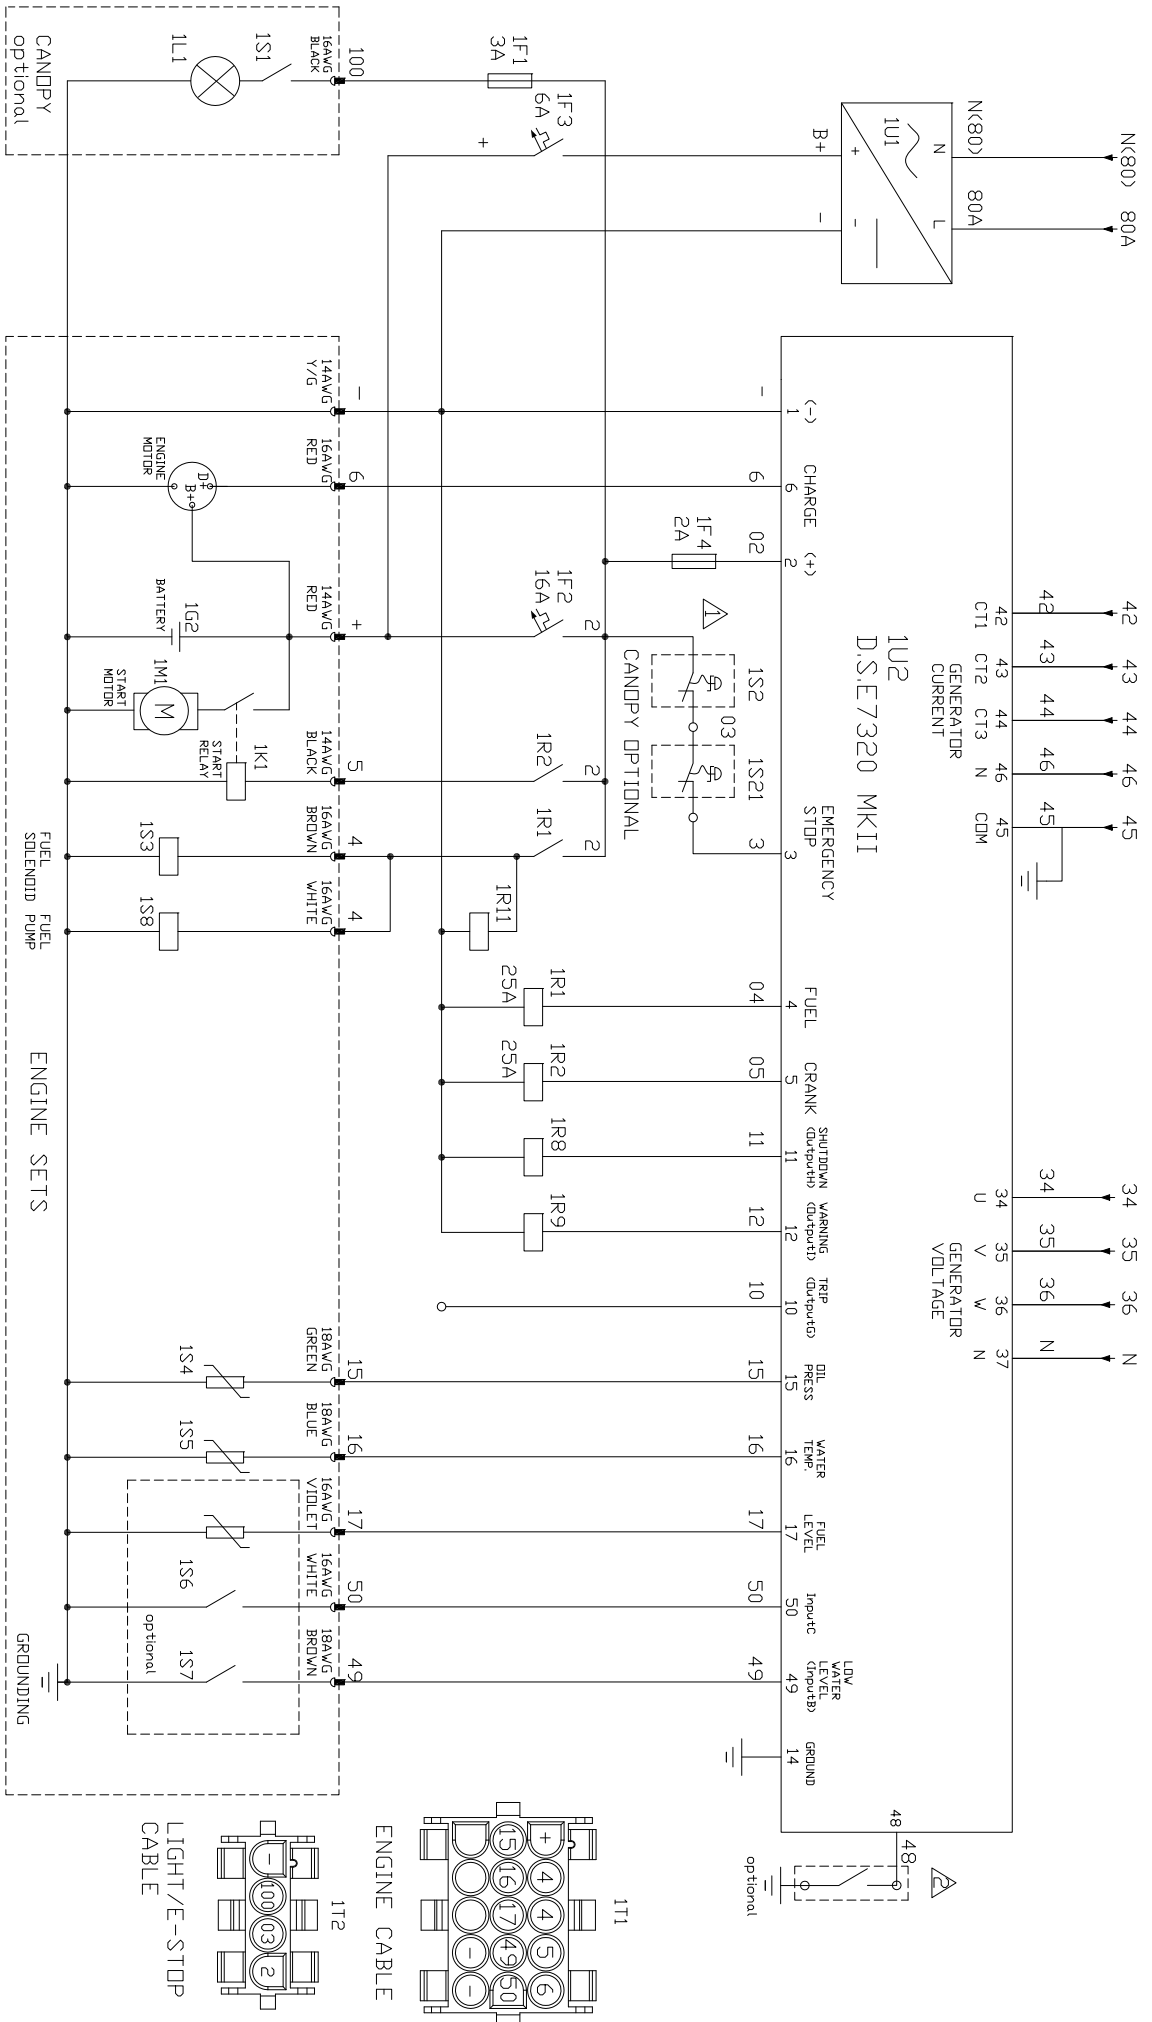 N(80)
80A
42
43
44
46
45
34
35
36
N
N(80)
80A
42
43
44
46
45
34
35
36
N
N
L
1U1
+
-
B+
-
42
43
44
46
45
34
35
36
37
CT1
CT2
CT3
N
COM
U
V
W
N
GENERATOR
CURRENT
GENERATOR
VOLTAGE
1U2
D.S.E7320 MKII
48
48
2
optional
(-)
CHARGE
(+)
EMERGENCY
STOP
FUEL
CRANK
SHUTDOWN
(OutputH)
WARNING
(OutputI)
TRIP
(OutputG)
OIL
PRESS
WATER
TEMP.
FUEL
LEVEL
InputC
LOW
WATER
LEVEL
(InputB)
GROUND
1
6
2
3
4
5
11
12
10
15
16
17
50
49
14
-
6
02
3
04
05
11
12
10
15
16
17
50
49
1F4
2A
1
1S2
03
1S21
CANOPY OPTIONAL
1F1
3A
1F3
6A
+
1F2
16A
2
2
2
1R2
1R1
1R11
1R1
25A
1R2
25A
1R8
1R9
100
-
6
+
5
4
4
15
16
17
50
49
16AWG
BLACK
14AWG
Y/G
16AWG
RED
14AWG
RED
14AWG
BLACK
16AWG
BROWN
16AWG
WHITE
18AWG
GREEN
18AWG
BLUE
16AWG
VIOLET
16AWG
WHITE
18AWG
BROWN
1S1
1L1
CANOPY
optional
D+
B+
ENGINE
MOTOR
1G2
BATTERY
1M1
M
START
MOTOR
1K1
START
RELAY
1S3
1S8
FUEL
SOLENOID
FUEL
PUMP
1S4
1S5
1S6
1S7
optional
GROUNDING
ENGINE SETS
1T1
+
4
4
5
6
15
16
17
49
50
-
-
ENGINE CABLE
1T2
-
100
03
2
LIGHT/E-STOP
CABLE